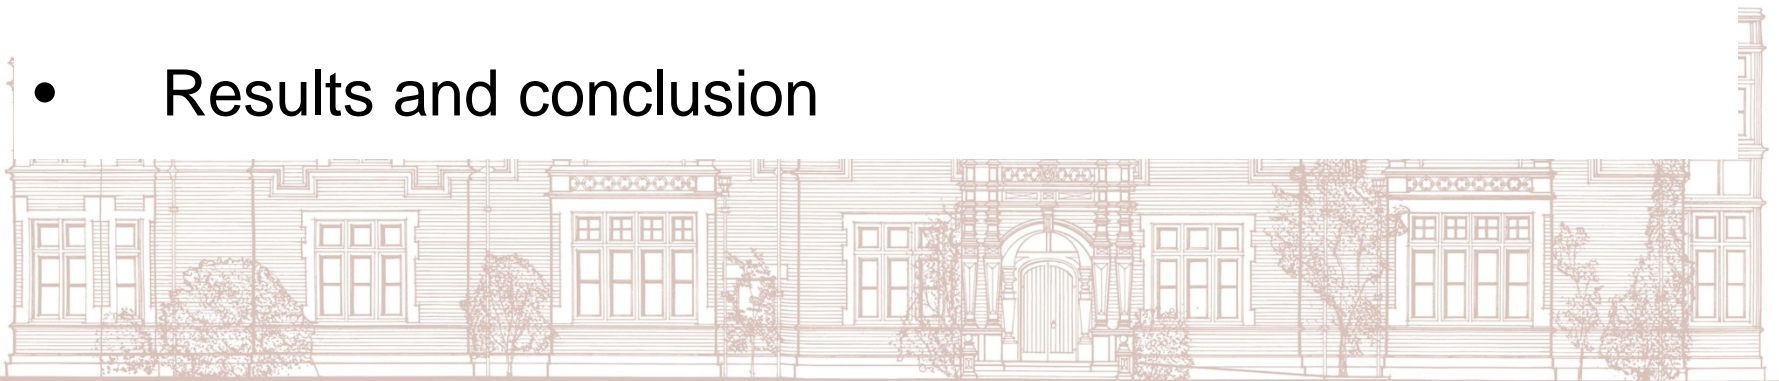 • Results and conclusion